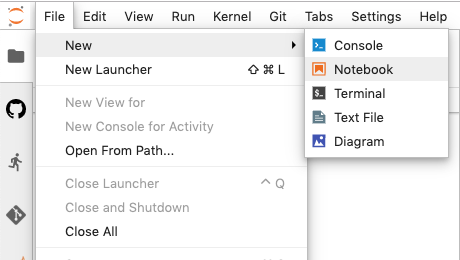 File Edit View Run Kernel Git Tabs Settings Help
New
New Launcher ⇧ ⌘ L
New View for
New Console for Activity
Open From Path...
Close Launcher ^ Q
Close and Shutdown
Close All
Console
Notebook
$_ Terminal
Text File
Diagram